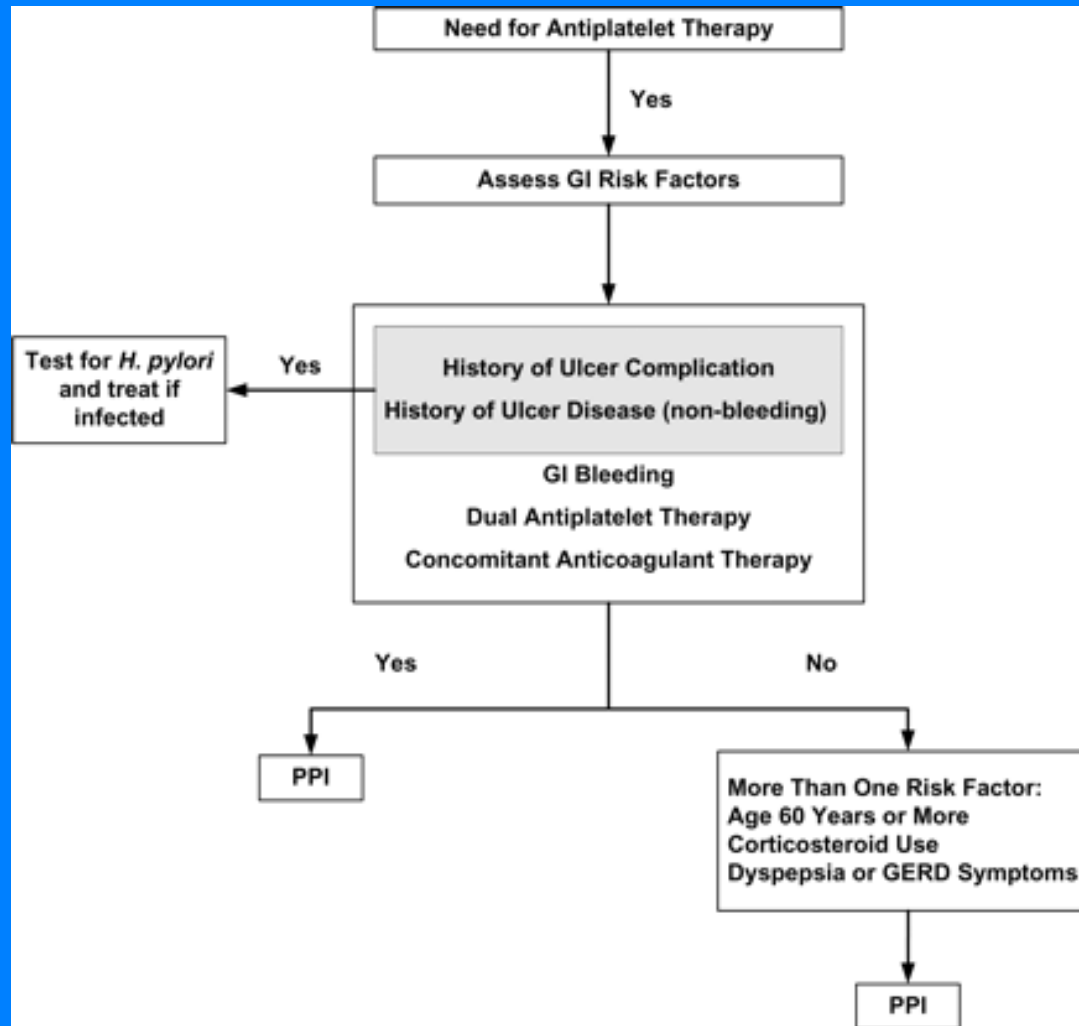 Need for Antiplatelet Therapy
Yes
Assess GI Risk Factors
Test for H. pylori
and treat if
infected
Yes
History of Ulcer Complication
History of Ulcer Disease (non-bleeding)
GI Bleeding
Dual Antiplatelet Therapy
Concomitant Anticoagulant Therapy
Yes
No
PPI
More Than One Risk Factor:
Age 60 Years or More
Corticosteroid Use
Dyspepsia or GERD Symptoms
PPI